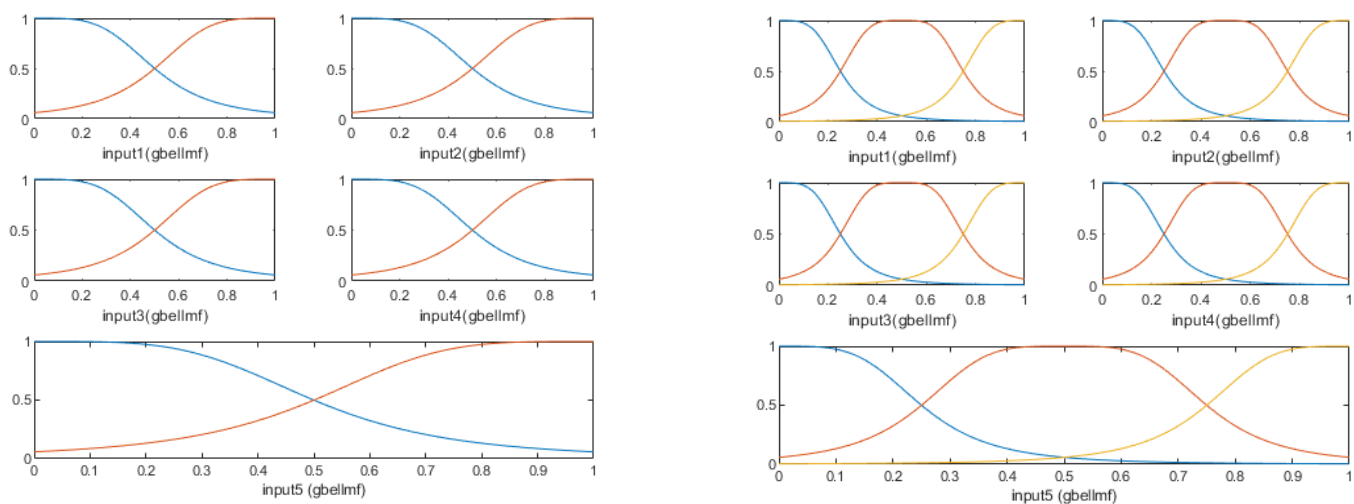 1
0.5
0
0 0.2 0.4 0.6 0.8 1
input1(gbellmf)
1
0.5
0
0 0.2 0.4 0.6 0.8 1
input2(gbellmf)
1
0.5
0
0 0.2 0.4 0.6 0.8 1
input3(gbellmf)
1
0.5
0
0 0.2 0.4 0.6 0.8 1
input4(gbellmf)
1
0.5
0
0 0.1 0.2 0.3 0.4 0.5 0.6 0.7 0.8 0.9 1
input5 (gbellmf)
1
0.5
0
0 0.2 0.4 0.6 0.8 1
input1(gbellmf)
1
0.5
0
0 0.2 0.4 0.6 0.8 1
input2(gbellmf)
1
0.5
0
0 0.2 0.4 0.6 0.8 1
input3(gbellmf)
1
0.5
0
0 0.2 0.4 0.6 0.8 1
input4(gbellmf)
1
0.5
0
0 0.1 0.2 0.3 0.4 0.5 0.6 0.7 0.8 0.9 1
input5 (gbellmf)